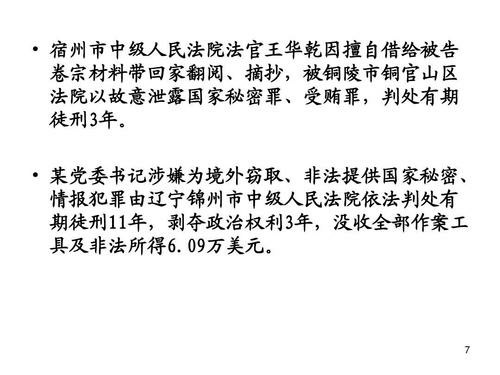 • 宿州市中级人民法院法官王华乾因擅自借给被告
卷宗材料带回家翻阅、摘抄，被铜陵市铜官山区
法院以故意泄露国家秘密罪、受贿罪，判处有期
徒刑3年。
• 某党委书记涉嫌为境外窃取、非法提供国家秘密、
情报犯罪由辽宁锦州市中级人民法院依法判处有
期徒刑11年，剥夺政治权利3年，没收全部作案工
具及非法所得6.09万美元。
7